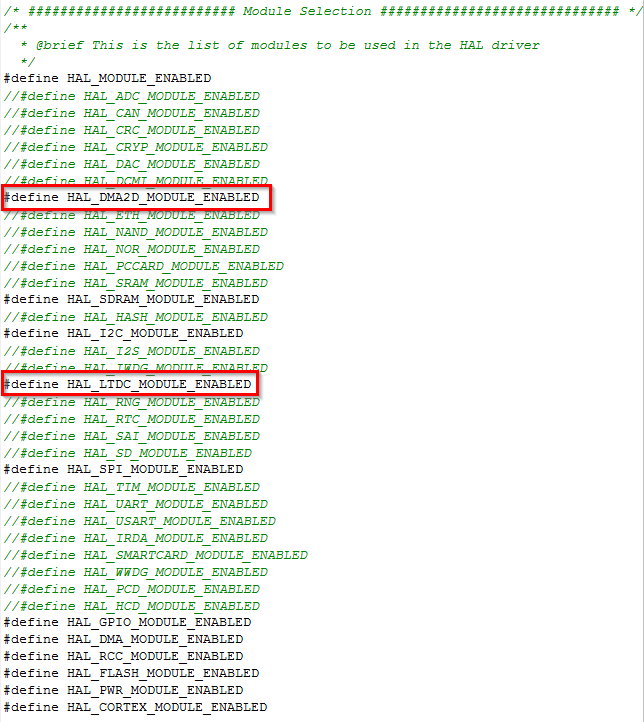 /* ########################## Module Selection ############################## */
/**
  * @brief This is the list of modules to be used in the HAL driver
  */
#define HAL_MODULE_ENABLED
//#define HAL_ADC_MODULE_ENABLED
//#define HAL_CAN_MODULE_ENABLED
//#define HAL_CRC_MODULE_ENABLED
//#define HAL_CRYP_MODULE_ENABLED
//#define HAL_DAC_MODULE_ENABLED
//#define HAL_DCMI_MODULE_ENABLED
#define HAL_DMA2D_MODULE_ENABLED
//#define HAL_ETH_MODULE_ENABLED
//#define HAL_NAND_MODULE_ENABLED
//#define HAL_NOR_MODULE_ENABLED
//#define HAL_PCCARD_MODULE_ENABLED
//#define HAL_SRAM_MODULE_ENABLED
#define HAL_SDRAM_MODULE_ENABLED
//#define HAL_HASH_MODULE_ENABLED
#define HAL_I2C_MODULE_ENABLED
//#define HAL_I2S_MODULE_ENABLED
//#define HAL_IWDG_MODULE_ENABLED
#define HAL_LTDC_MODULE_ENABLED
//#define HAL_RNG_MODULE_ENABLED
//#define HAL_RTC_MODULE_ENABLED
//#define HAL_SAI_MODULE_ENABLED
//#define HAL_SD_MODULE_ENABLED
#define HAL_SPI_MODULE_ENABLED
//#define HAL_TIM_MODULE_ENABLED
//#define HAL_UART_MODULE_ENABLED
//#define HAL_USART_MODULE_ENABLED
//#define HAL_IRDA_MODULE_ENABLED
//#define HAL_SMARTCARD_MODULE_ENABLED
//#define HAL_WWDG_MODULE_ENABLED
//#define HAL_PCD_MODULE_ENABLED
//#define HAL_HCD_MODULE_ENABLED
#define HAL_GPIO_MODULE_ENABLED
#define HAL_DMA_MODULE_ENABLED
#define HAL_RCC_MODULE_ENABLED
#define HAL_FLASH_MODULE_ENABLED
#define HAL_PWR_MODULE_ENABLED
#define HAL_CORTEX_MODULE_ENABLED